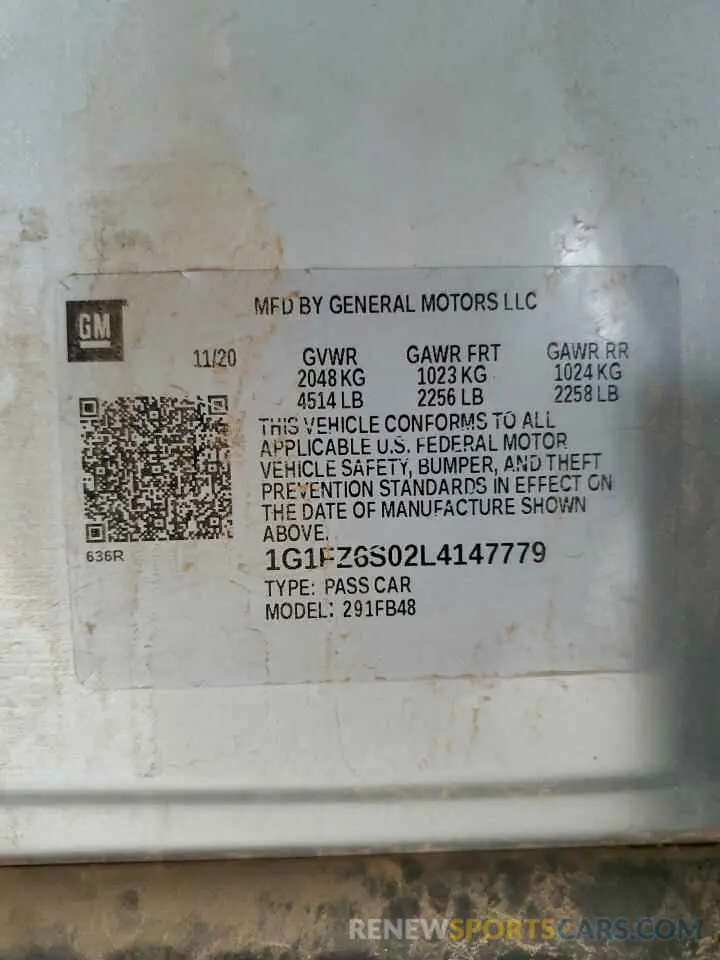 MFD BY GENERAL MOTORS LLC
GM
11/20 GVWR GAWR FRT GAWR RR
2048 KG 1023 KG 1024 KG
4514 LB 2256 LB 2258 LB
THIS VEHICLE CONFORMS TO ALL
APPLICABLE U.S. FEDERAL MOTOR
VEHICLE SAFETY, BUMPER, AND THEFT
PREVENTION STANDARDS IN EFFECT ON
THE DATE OF MANUFACTURE SHOWN
ABOVE.
636R
1G1FZ6S02L4147779
TYPE: PASS CAR
MODEL: 291FB48
RENEWSPORTSCARS.COM